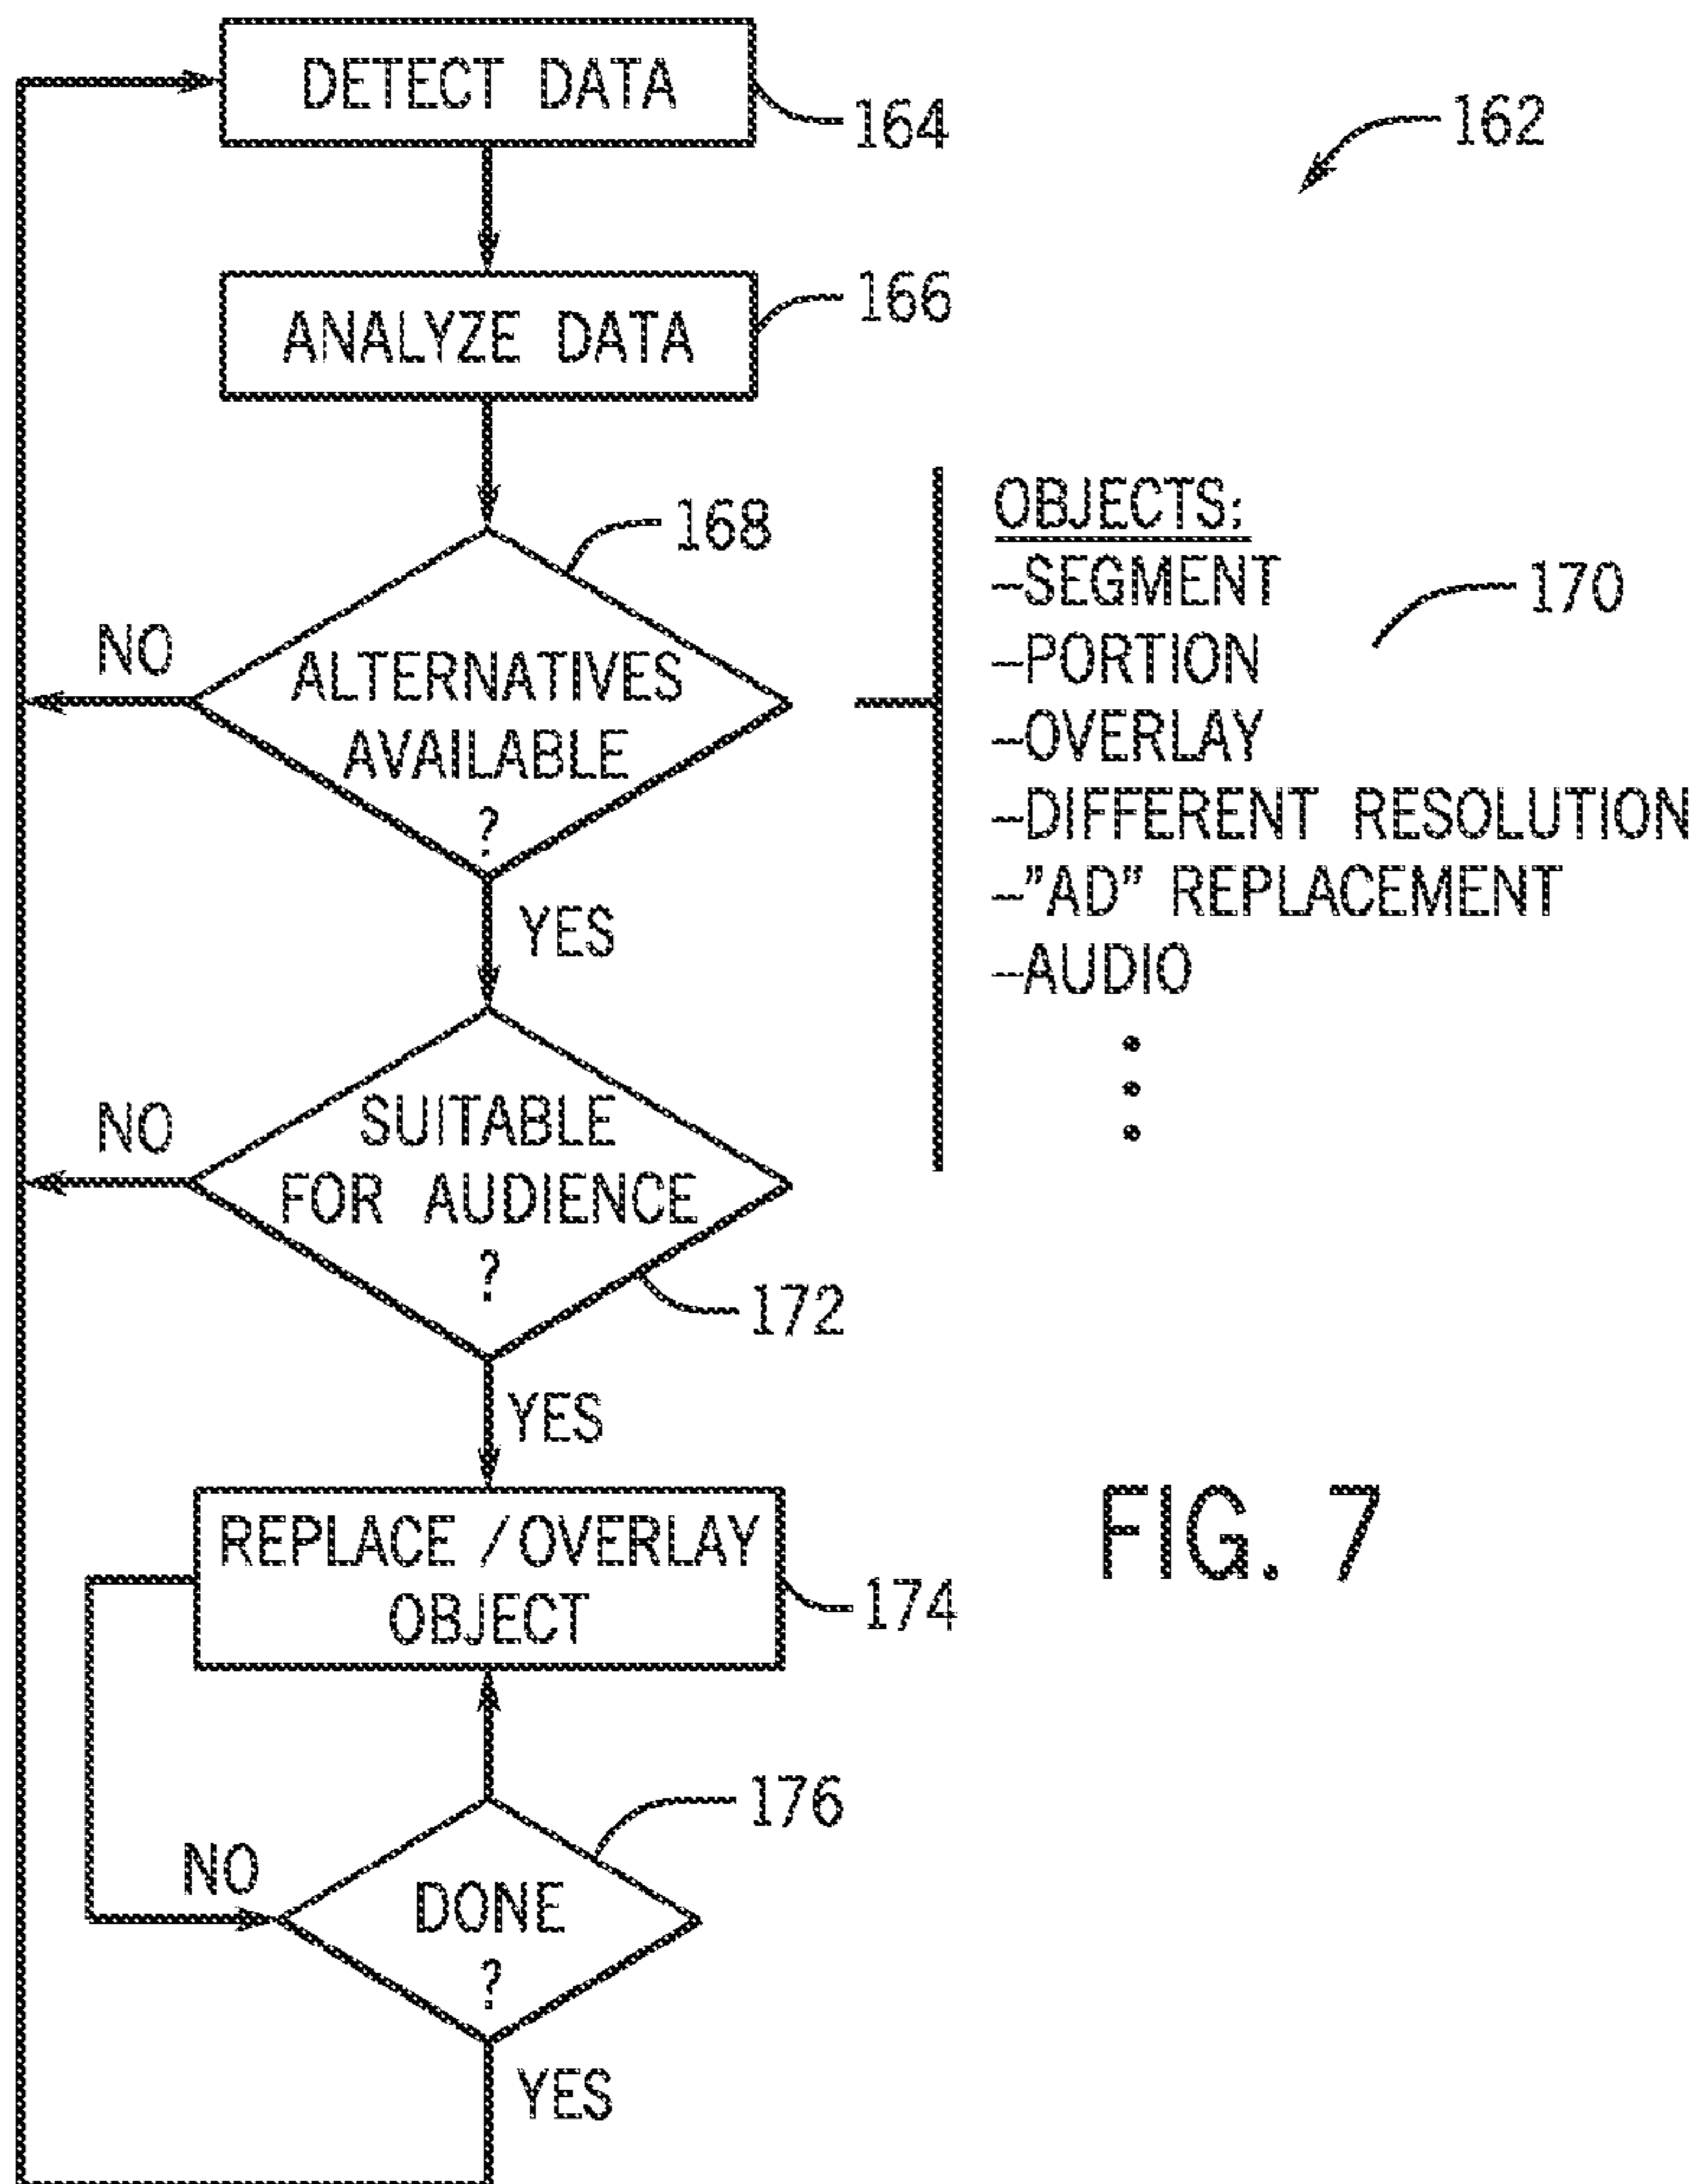 DETECT DATA
164
162
ANALYZE DATA
166
168
NO
ALTERNATIVES
AVAILABLE
?
YES
OBJECTS:
–SEGMENT
–PORTION
–OVERLAY
–DIFFERENT RESOLUTION
–"AD" REPLACEMENT
–AUDIO
170
NO
SUITABLE
FOR AUDIENCE
?
172
YES
REPLACE / OVERLAY
OBJECT
174
FIG. 7
176
NO
DONE
?
YES